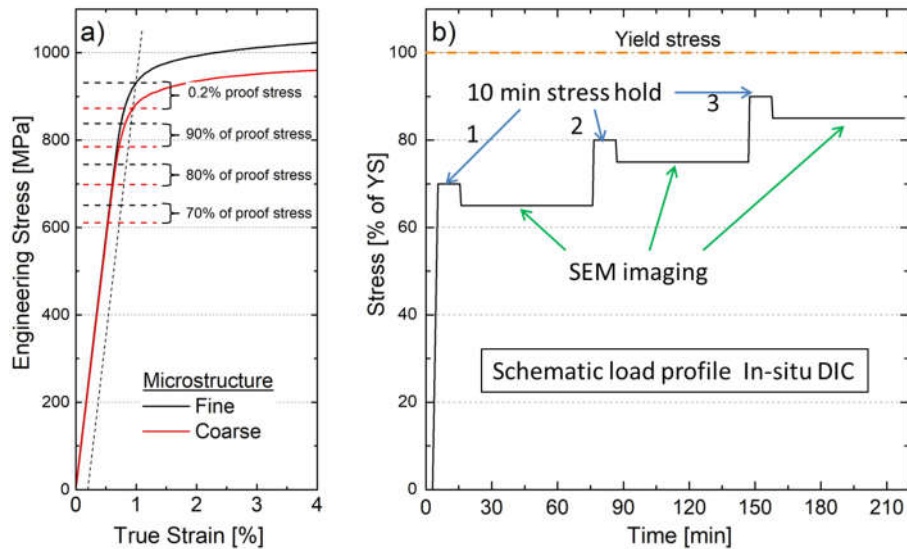 a)
Engineering Stress [MPa]
1000
800
600
400
200
0
0.2% proof stress
90% of proof stress
80% of proof stress
70% of proof stress
Microstructure
Fine
Coarse
0 1 2 3 4
True Strain [%]
b)
Stress [% of YS]
100
80
60
40
20
0
Yield stress
10 min stress hold
1
2
3
SEM imaging
Schematic load profile In-situ DIC
0 30 60 90 120 150 180 210
Time [min]